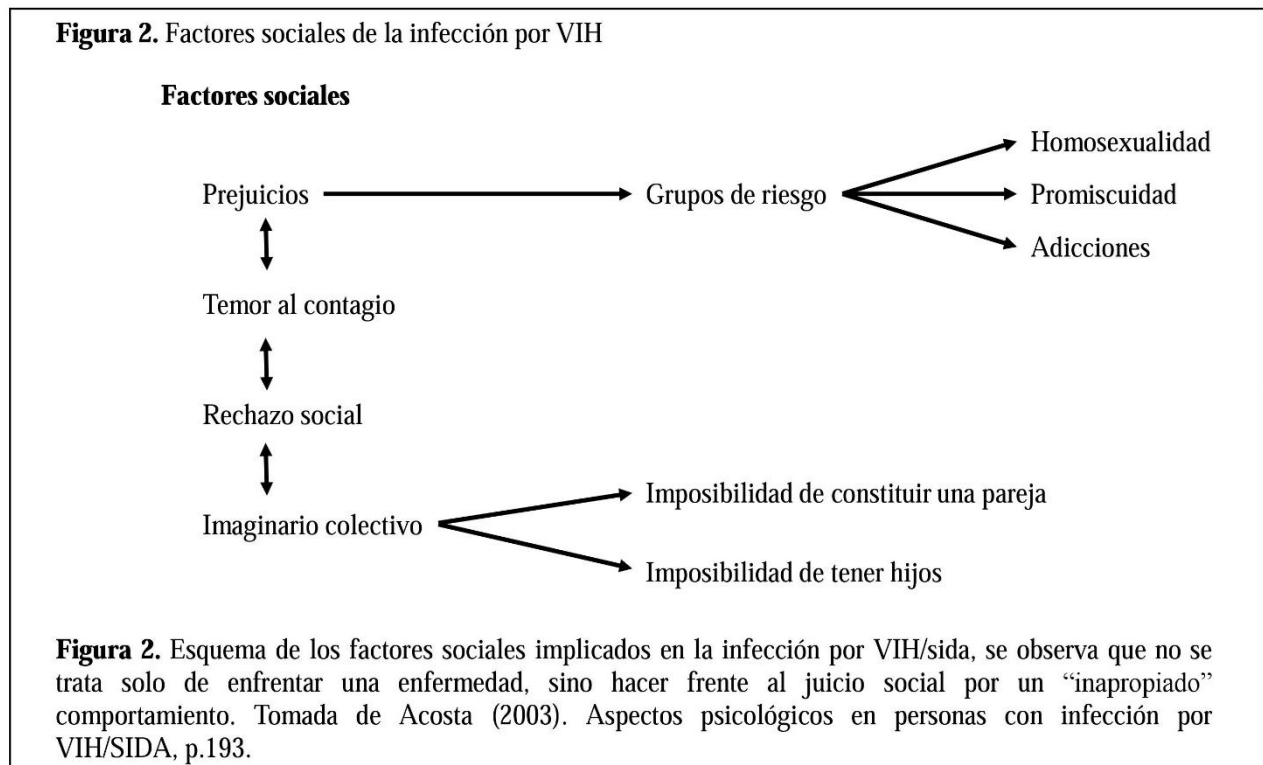 Figura 2. Factores sociales de la infección por VIH
Factores sociales
Homosexualidad
Prejuicios
Grupos de riesgo
Promiscuidad
Adicciones
Temor al contagio
Rechazo social
Imposibilidad de constituir una pareja
Imaginario colectivo
Imposibilidad de tener hijos
Figura 2. Esquema de los factores sociales implicados en la infección por VIH/sida, se observa que no se
trata solo de enfrentar una enfermedad, sino hacer frente al juicio social por un “inapropiado”
comportamiento. Tomada de Acosta (2003). Aspectos psicológicos en personas con infección por
VIH/SIDA, p.193.